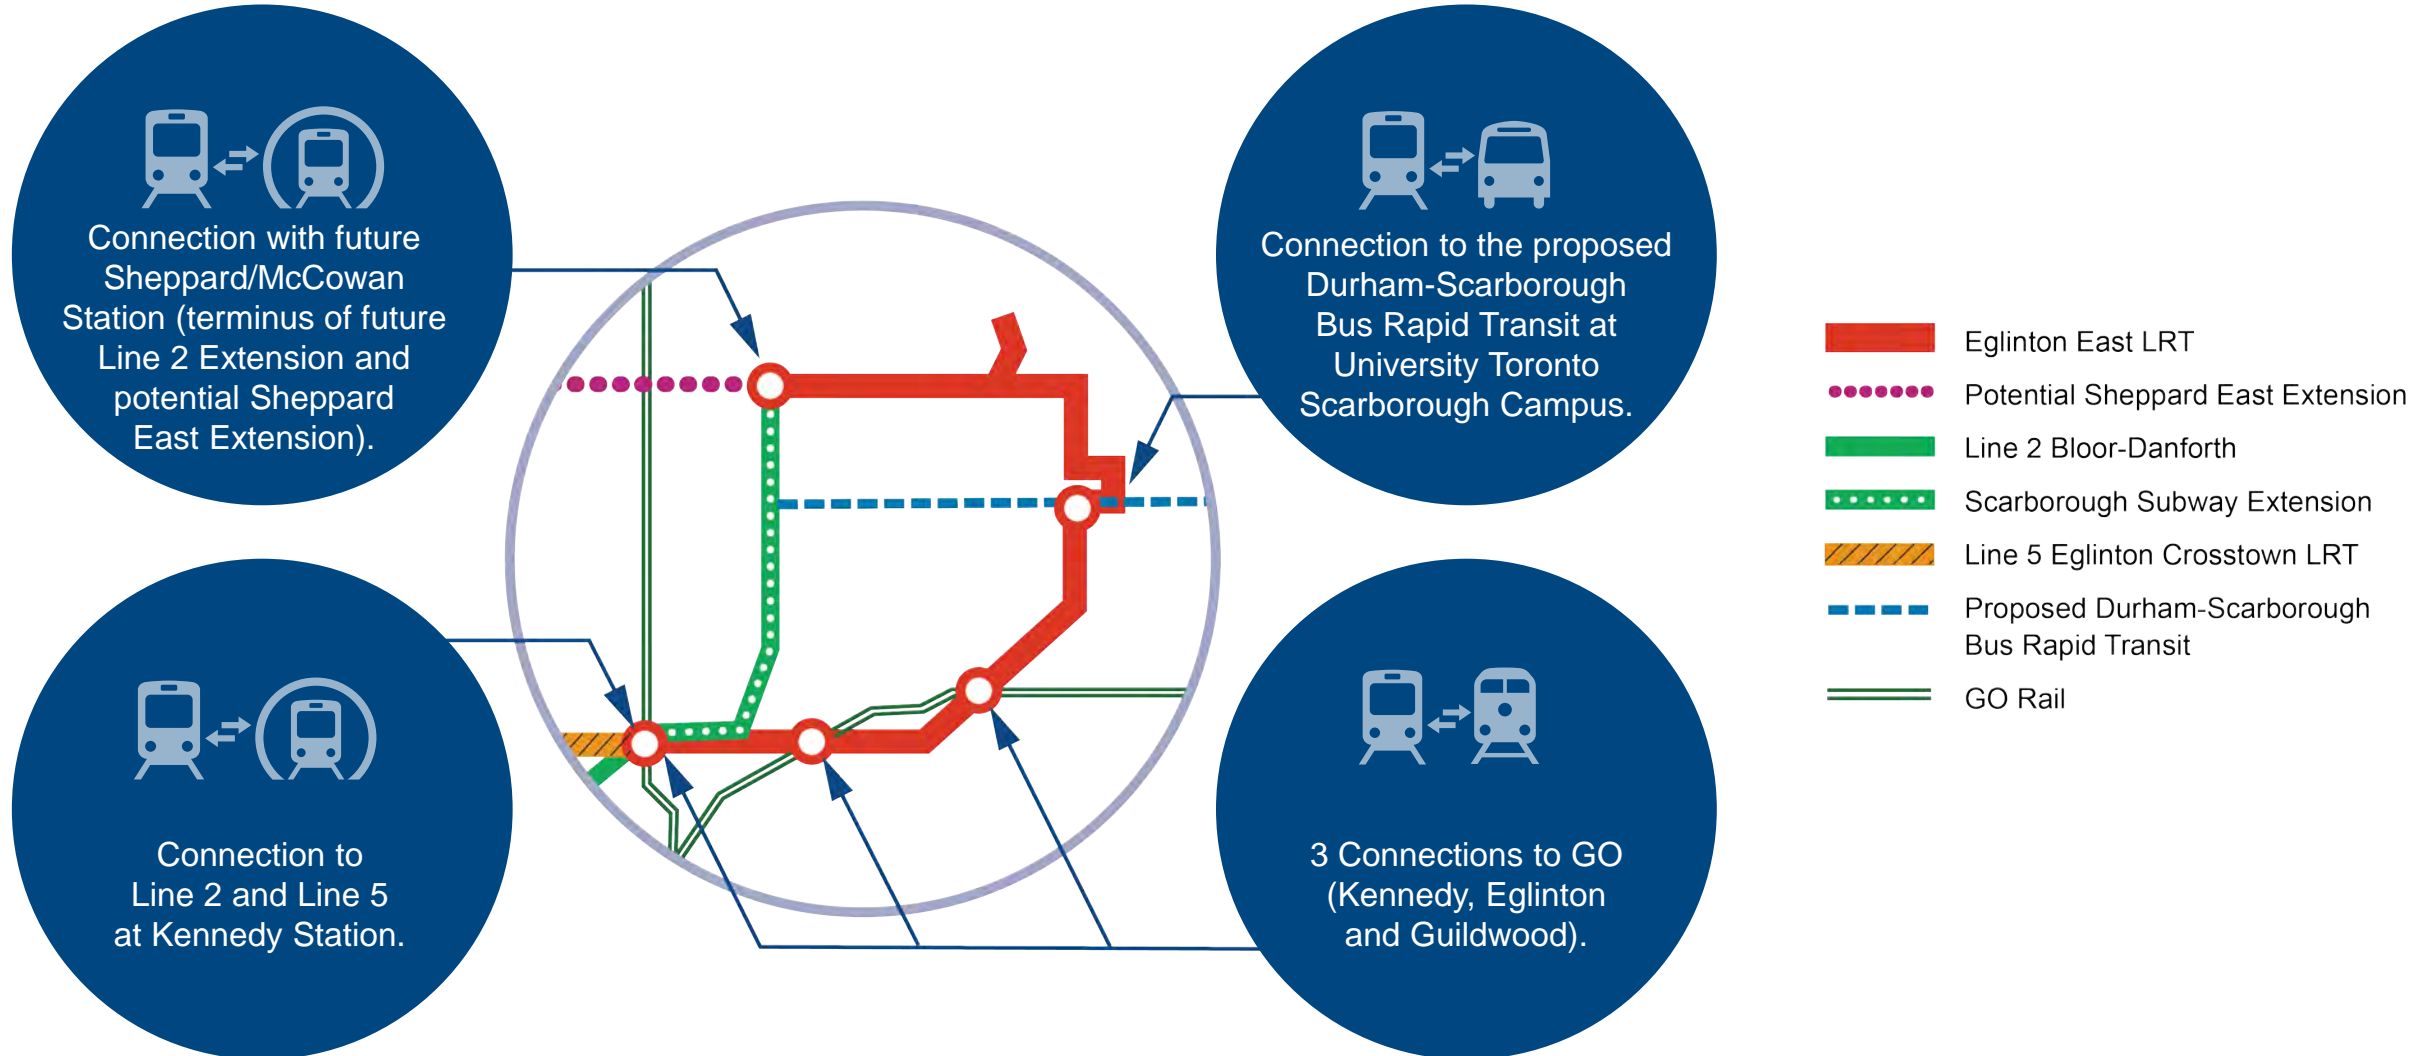 Connection with future
Sheppard/McCowan
Station (terminus of future
Line 2 Extension and
potential Sheppard
East Extension).
Connection to the proposed
Durham-Scarborough
Bus Rapid Transit at
University Toronto
Scarborough Campus.
Connection to
Line 2 and Line 5
at Kennedy Station.
3 Connections to GO
(Kennedy, Eglinton
and Guildwood).
Eglinton East LRT
Potential Sheppard East Extension
Line 2 Bloor-Danforth
Scarborough Subway Extension
Line 5 Eglinton Crosstown LRT
Proposed Durham-Scarborough
Bus Rapid Transit
GO Rail